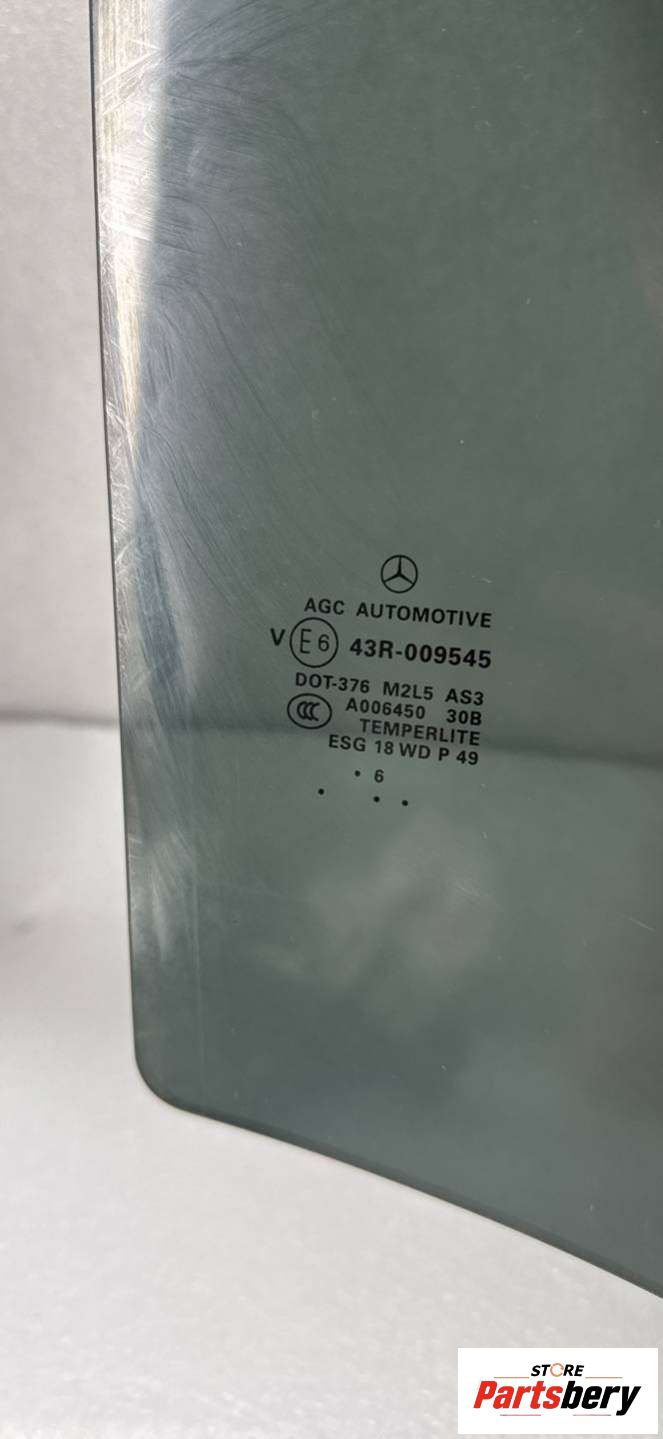 AGC AUTOMOTIVE
V E6 43R-009545
DOT-376 M2L5 AS3
CCC A006450 30B
TEMPERLITE
ESG 18 WD P 49
• 6
• • •
STORE
Partsbery